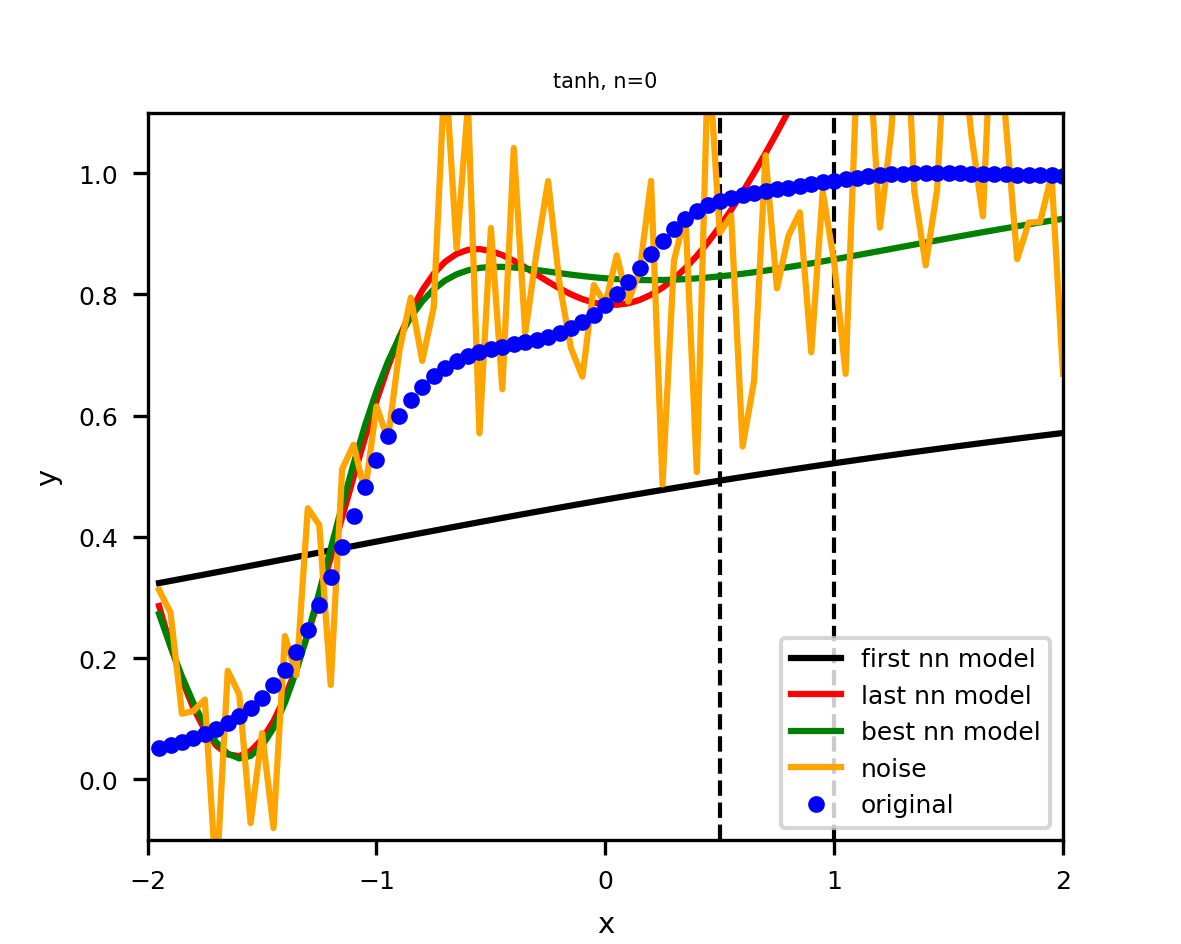 tanh, n=0
1.0
0.8
0.6
0.4
0.2
0.0
y
−2
−1
0
1
2
x
first nn model
last nn model
best nn model
noise
original